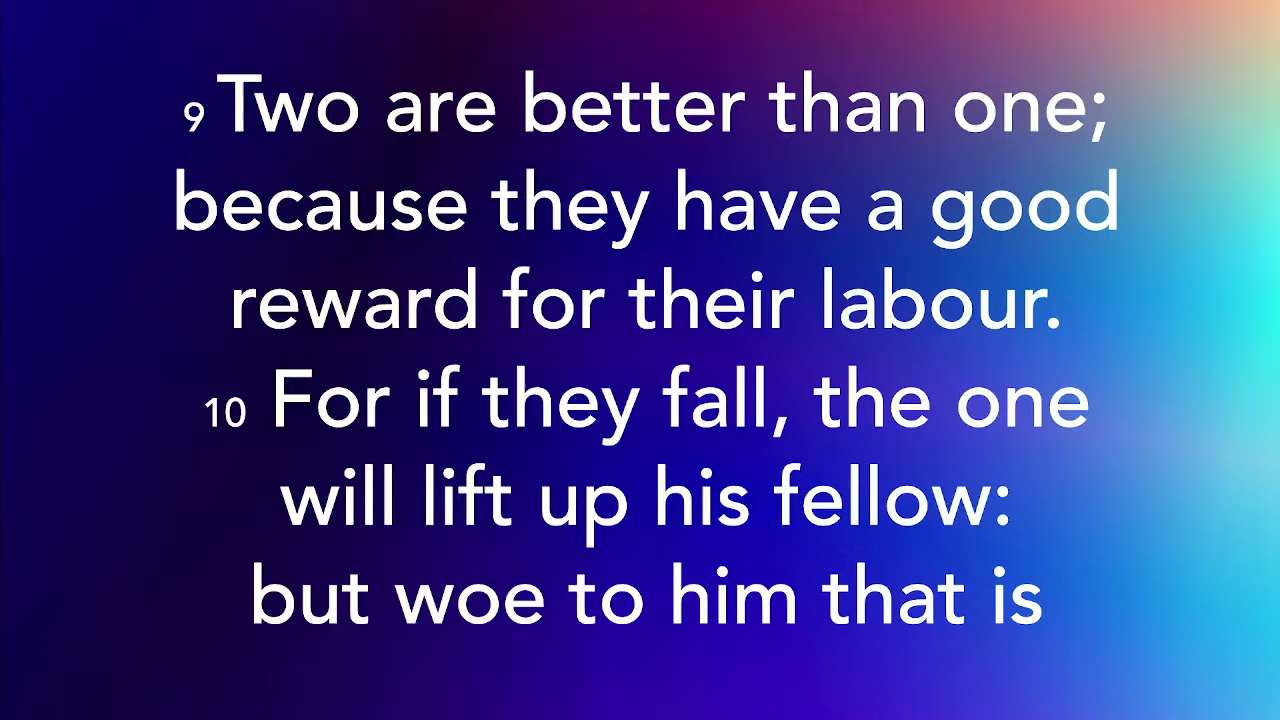 9 Two are better than one;
because they have a good
reward for their labour.
10 For if they fall, the one
will lift up his fellow:
but woe to him that is